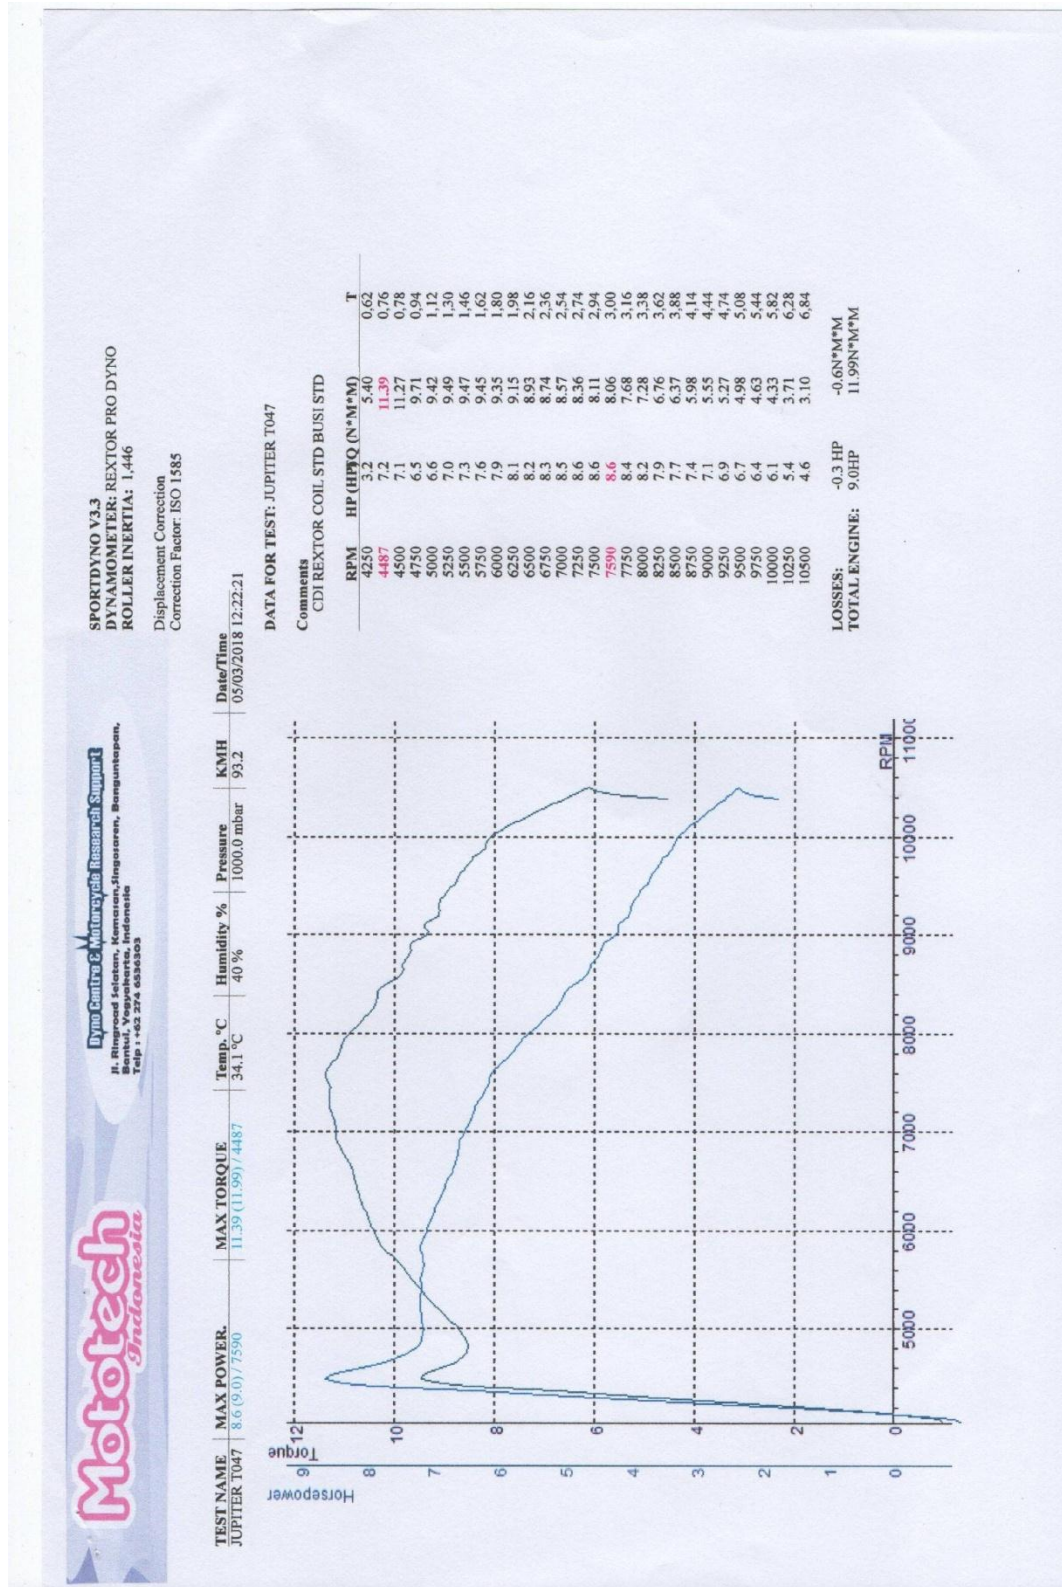 Mototech
Indonesia
Dyno Centre & Motorcycle Research Support
Jl. Ringroad Selatan, Kemasan,Singosaren, Banguntapan,
Bantul, Yogyakarta, Indonesia
Telp : +62 274 6536303
SPORTDYNO V3.3
DYNAMOMETER: REXTOR PRO DYNO
ROLLER INERTIA: 1,446
Displacement Correction
Correction Factor: ISO 1585
TEST NAME MAX POWER. MAX TORQUE Temp. °C Humidity % Pressure KMH Date/Time
JUPITER T047 8.6 (9.0) / 7590 11.39 (11.99) / 4487 34.1 °C 40 % 1000.0 mbar 93.2 05/03/2018 12:22:21
Horsepower
9
8
7
6
5
4
3
2
1
0
Torque
12
10
8
6
4
2
0
5000 6000 7000 8000 9000 10000 11000
RPM
DATA FOR TEST: JUPITER T047
Comments
CDI REXTOR COIL STD BUSI STD
RPM HP (HP)TQ (N*M*M) T
4250 3.2 5.40 0,62
4487 7.2 11.39 0,76
4500 7.1 11.27 0,78
4750 6.5 9.71 0,94
5000 6.6 9.42 1,12
5250 7.0 9.49 1,30
5500 7.3 9.47 1,46
5750 7.6 9.45 1,62
6000 7.9 9.35 1,80
6250 8.1 9.15 1,98
6500 8.2 8.93 2,16
6750 8.3 8.74 2,36
7000 8.5 8.57 2,54
7250 8.6 8.36 2,74
7500 8.6 8.11 2,94
7590 8.6 8.06 3,00
7750 8.4 7.68 3,16
8000 8.2 7.28 3,38
8250 7.9 6.76 3,62
8500 7.7 6.37 3,88
8750 7.4 5.98 4,14
9000 7.1 5.55 4,44
9250 6.9 5.27 4,74
9500 6.7 4.98 5,08
9750 6.4 4.63 5,44
10000 6.1 4.33 5,82
10250 5.4 3.71 6,28
10500 4.6 3.10 6,84
LOSSES: -0.3 HP -0.6N*M*M
TOTAL ENGINE: 9.0HP 11.99N*M*M